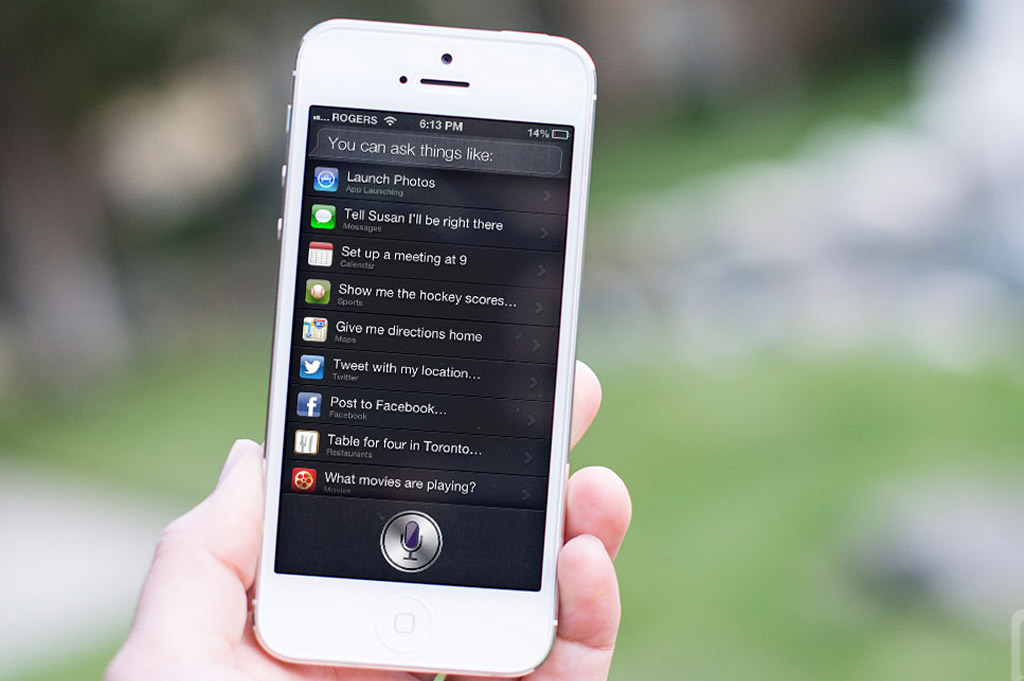 ROGERS 6:13 PM 14%
You can ask things like:
Launch Photos
App Launching
Tell Susan I'll be right there
Messages
Set up a meeting at 9
Calendar
Show me the hockey scores...
Sports
Give me directions home
Maps
Tweet with my location...
Twitter
Post to Facebook...
Facebook
Table for four in Toronto...
Restaurants
What movies are playing?
Movies